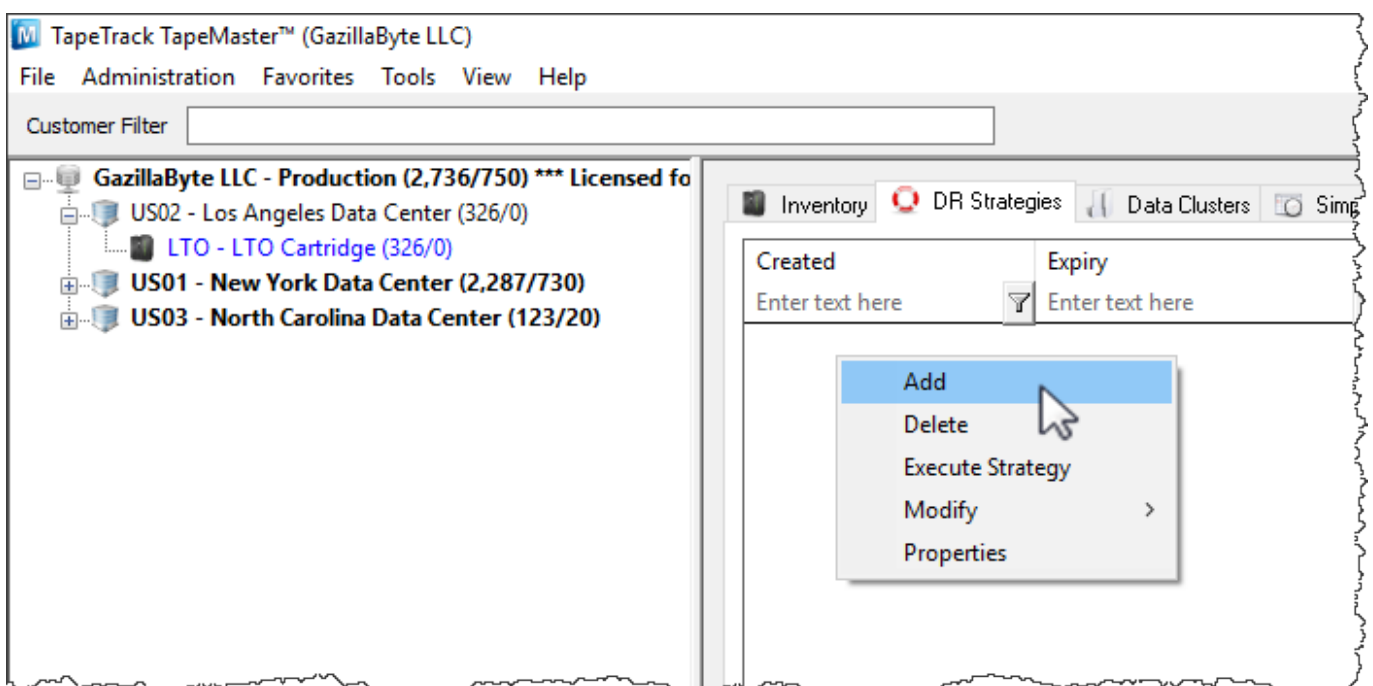 TapeTrack TapeMaster™ (GazillaByte LLC)
File Administration Favorites Tools View Help
Customer Filter
GazillaByte LLC - Production (2,736/750) *** Licensed fo
US02 - Los Angeles Data Center (326/0)
LTO - LTO Cartridge (326/0)
US01 - New York Data Center (2,287/730)
US03 - North Carolina Data Center (123/20)
Inventory DR Strategies Data Clusters Simp
Created Expiry
Enter text here Enter text here
Add
Delete
Execute Strategy
Modify >
Properties